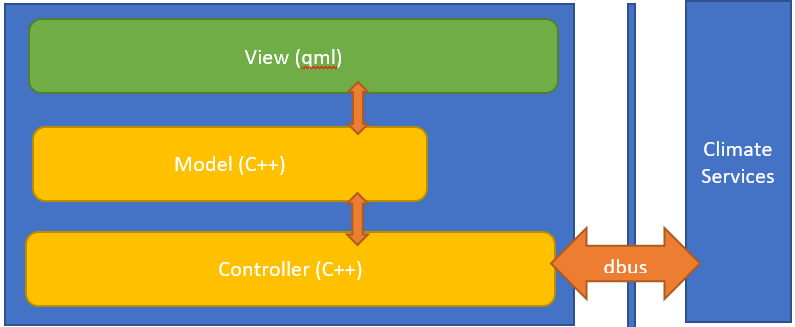 View (qml)
Model (C++)
Climate
Services
Controller (C++)
dbus